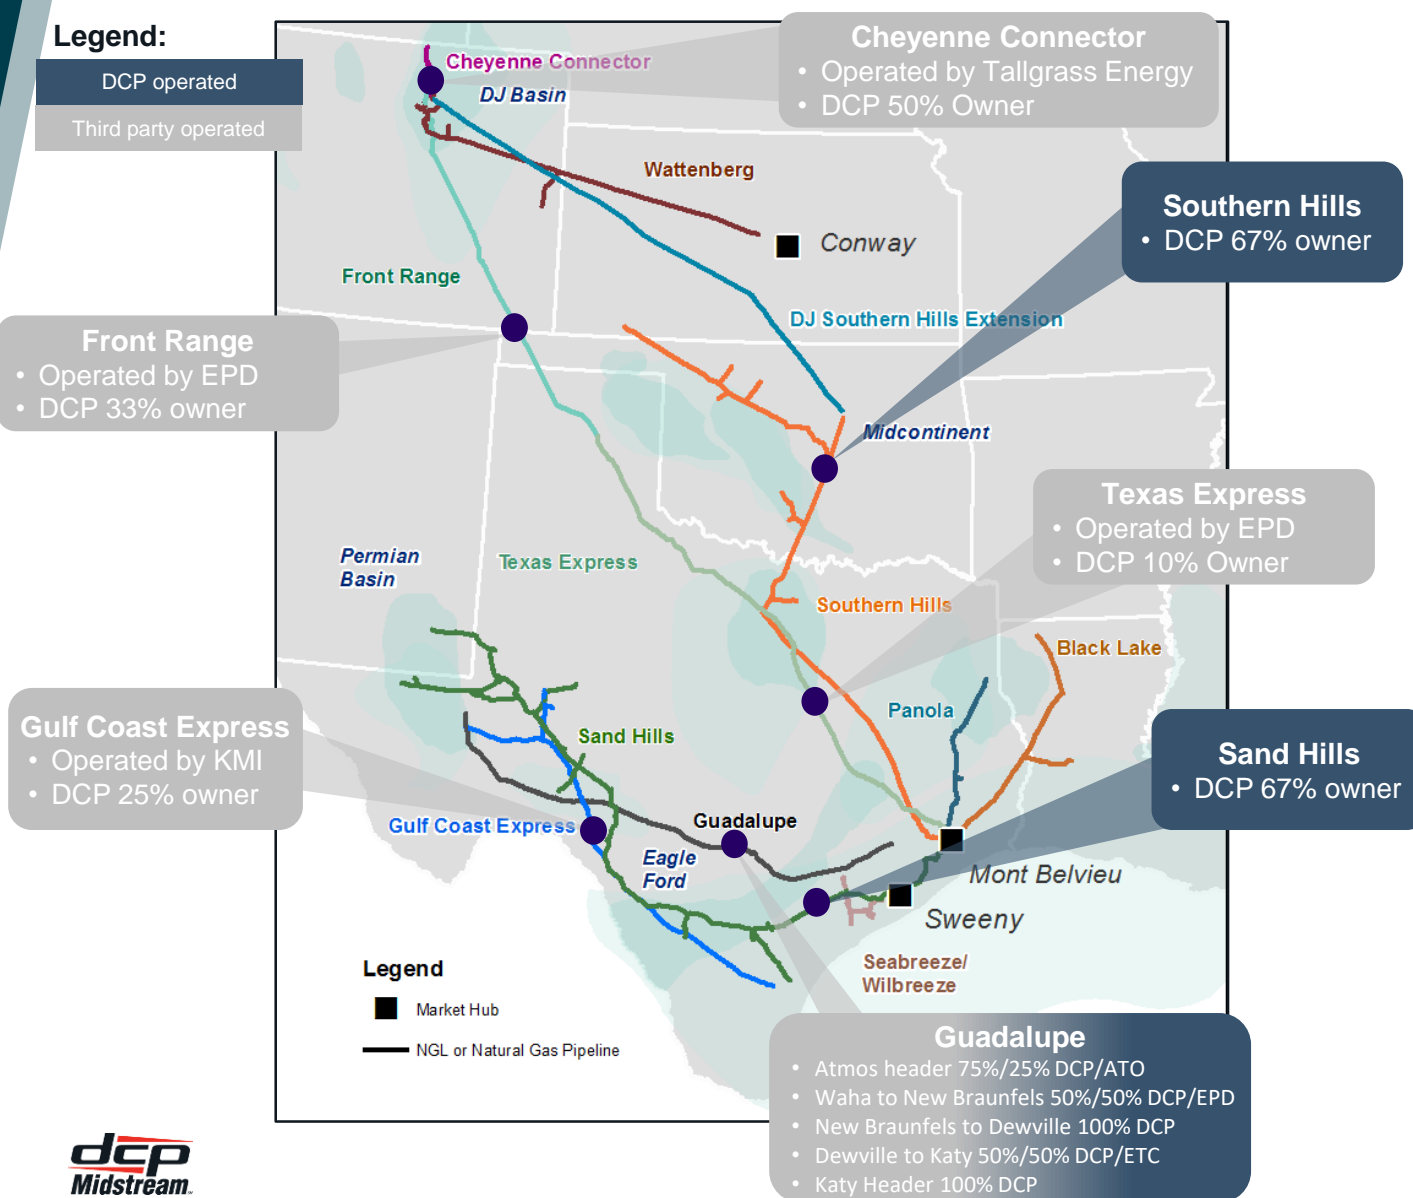 Legend:
DCP operated
Third party operated
Cheyenne Connector
• Operated by Tallgrass Energy
• DCP 50% Owner
Cheyenne Connector
DJ Basin
Wattenberg
Conway
Southern Hills
• DCP 67% owner
Front Range
DJ Southern Hills Extension
Front Range
• Operated by EPD
• DCP 33% owner
Midcontinent
Texas Express
• Operated by EPD
• DCP 10% Owner
Permian
Basin
Texas Express
Southern Hills
Black Lake
Panola
Gulf Coast Express
• Operated by KMI
• DCP 25% owner
Sand Hills
Sand Hills
• DCP 67% owner
Gulf Coast Express
Guadalupe
Eagle
Ford
Mont Belvieu
Sweeny
Seabreeze/
Wilbreeze
Legend
Market Hub
NGL or Natural Gas Pipeline
Guadalupe
• Atmos header 75%/25% DCP/ATO
• Waha to New Braunfels 50%/50% DCP/EPD
• New Braunfels to Dewville 100% DCP
• Dewville to Katy 50%/50% DCP/ETC
• Katy Header 100% DCP
dcp
Midstream